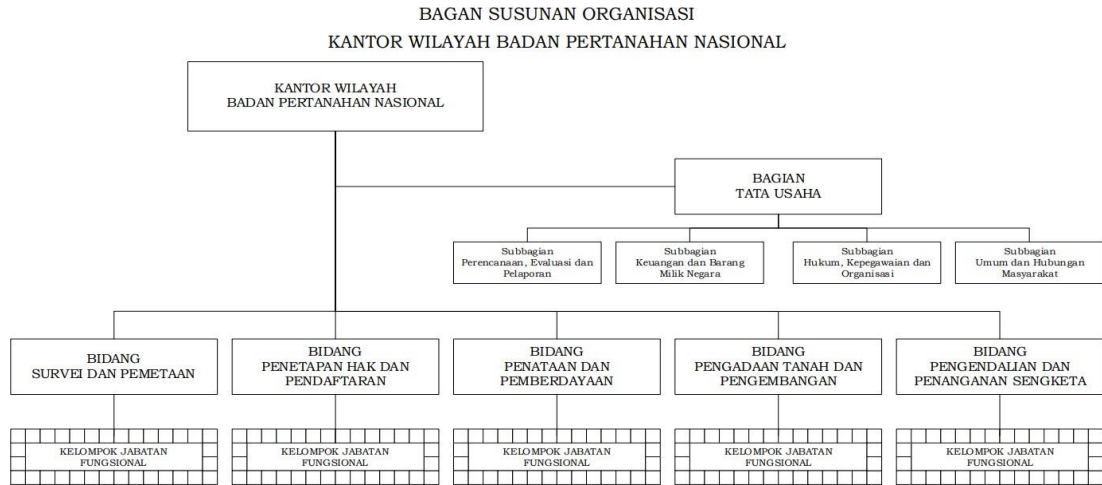 BAGAN SUSUNAN ORGANISASI
KANTOR WILAYAH BADAN PERTANAHAN NASIONAL
KANTOR WILAYAH
BADAN PERTANAHAN NASIONAL
BAGIAN
TATA USAHA
Subbagian
Perencanaan, Evaluasi dan
Pelaporan
Subbagian
Keuangan dan Barang
Milik Negara
Subbagian
Hukum, Kepegawaian dan
Organisasi
Subbagian
Umum dan Hubungan
Masyarakat
BIDANG
SURVEI DAN PEMETAAN
BIDANG
PENETAPAN HAK DAN
PENDAFTARAN
BIDANG
PENATAAN DAN
PEMBERDAYAAN
BIDANG
PENGADAAN TANAH DAN
PENGEMBANGAN
BIDANG
PENGENDALIAN DAN
PENANGANAN SENGKETA
KELOMPOK JABATAN
FUNGSIONAL
KELOMPOK JABATAN
FUNGSIONAL
KELOMPOK JABATAN
FUNGSIONAL
KELOMPOK JABATAN
FUNGSIONAL
KELOMPOK JABATAN
FUNGSIONAL